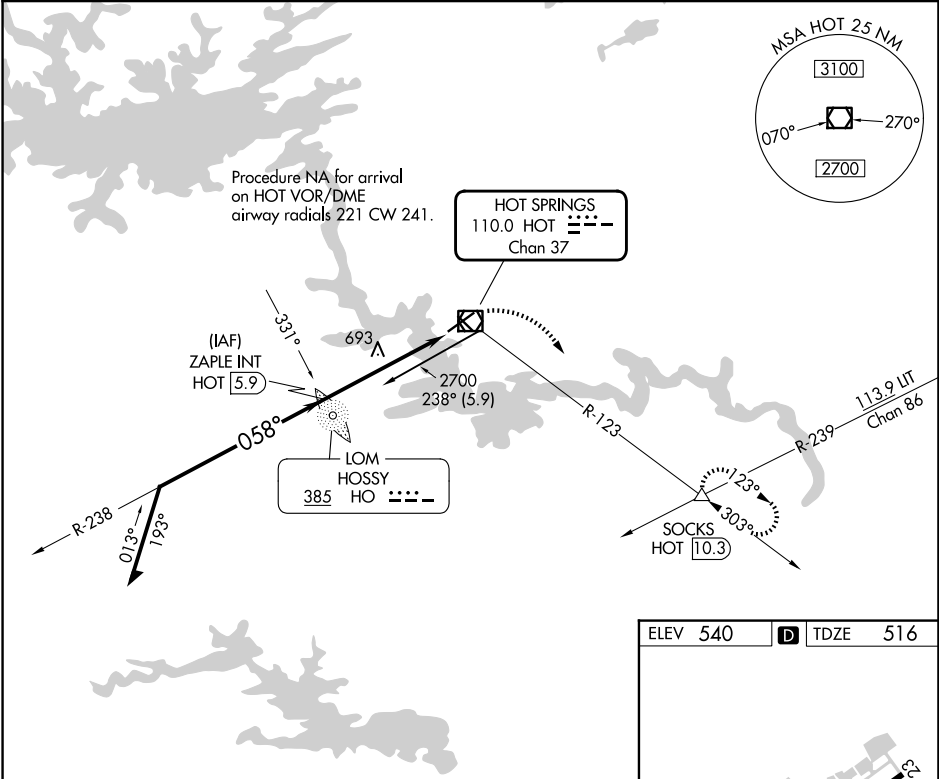 MSA HOT 25 NM
3100
070°
270°
2700
Procedure NA for arrival
on HOT VOR/DME
airway radials 221 CW 241.
HOT SPRINGS
110.0 HOT
Chan 37
331°
(IAF)
ZAPLE INT
HOT 5.9
693
2700
238° (5.9)
058°
R-123
113.9 LIT
Chan 86
R-239
LOM
HOSSY
385 HO
R-238
013°
193°
123°
303°
SOCKS
HOT 10.3
ELEV 540 D TDZE 516
23